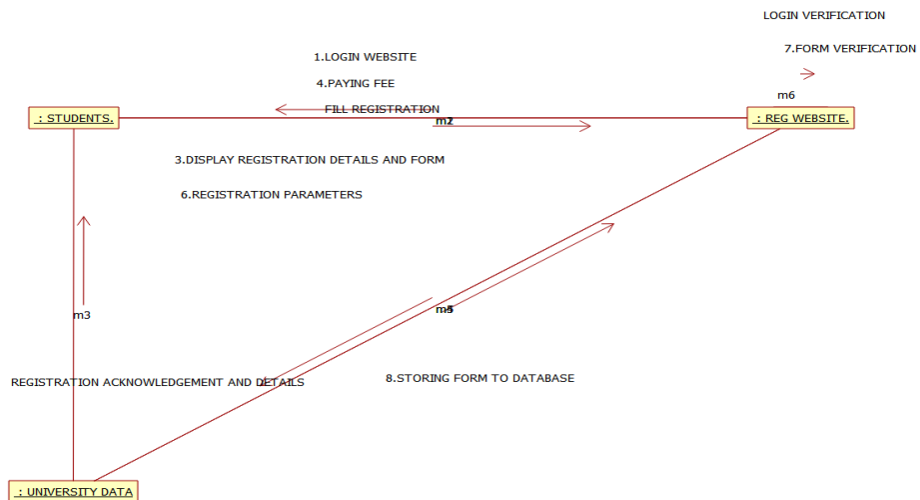 LOGIN VERIFICATION
7.FORM VERIFICATION
1.LOGIN WEBSITE
4.PAYING FEE
FILL REGISTRATION
m6
: STUDENTS.
: REG WEBSITE.
3.DISPLAY REGISTRATION DETAILS AND FORM
6.REGISTRATION PARAMETERS
m3
REGISTRATION ACKNOWLEDGEMENT AND DETAILS
8.STORING FORM TO DATABASE
: UNIVERSITY DATA